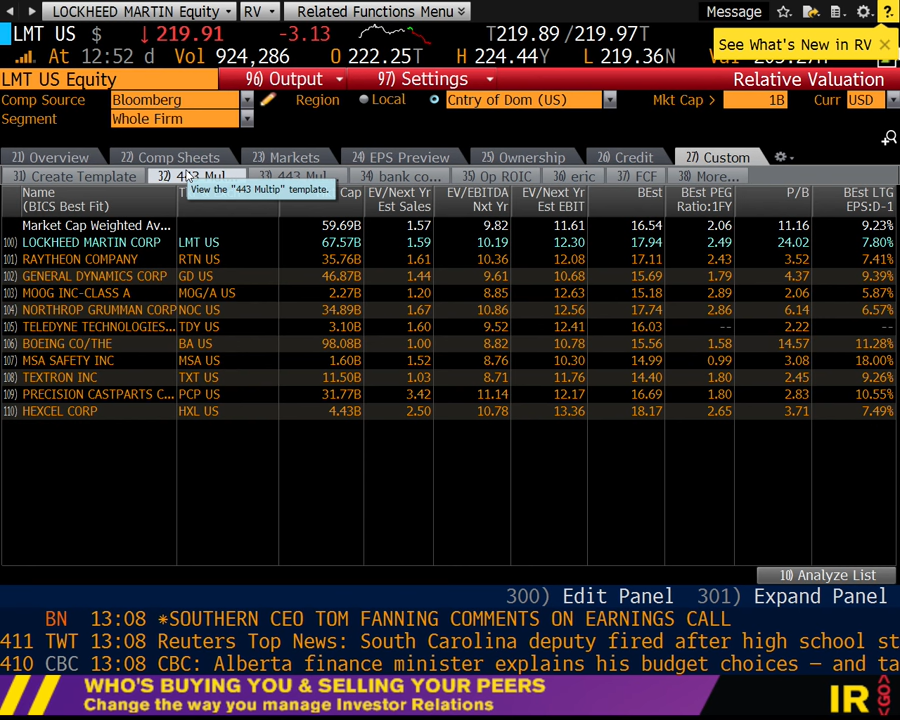 LOCKHEED MARTIN Equity RV Related Functions Menu Message ?
LMT US $ ↓ 219.91 -3.13 T219.89 /219.97T
At 12:52 d Vol 924,286 O 222.25T H 224.44Y L 219.36N
See What's New in RV ×
LMT US Equity 96) Output 97) Settings Relative Valuation
Comp Source Bloomberg Region Local Cntry of Dom (US) Mkt Cap > 1B Curr USD
Segment Whole Firm
21) Overview 22) Comp Sheets 23) Markets 24) EPS Preview 25) Ownership 26) Credit 27) Custom
31) Create Template 32) 443 Mul 33) 443 Mul 34) bank co... 35) Op ROIC 36) eric 37) FCF 38) More...
View the "443 Multip" template.
Name Cap EV/Next Yr EV/EBITDA EV/Next Yr BEst BEst PEG P/B BEst LTG
(BICS Best Fit) Est Sales Nxt Yr Est EBIT Ratio:1FY EPS:D-1
Market Cap Weighted Av... 59.69B 1.57 9.82 11.61 16.54 2.06 11.16 9.23%
100) LOCKHEED MARTIN CORP LMT US 67.57B 1.59 10.19 12.30 17.94 2.49 24.02 7.80%
101) RAYTHEON COMPANY RTN US 35.76B 1.61 10.36 12.08 17.11 2.43 3.52 7.41%
102) GENERAL DYNAMICS CORP GD US 46.87B 1.44 9.61 10.68 15.69 1.79 4.37 9.39%
103) MOOG INC-CLASS A MOG/A US 2.27B 1.20 8.85 12.63 15.18 2.89 2.06 5.87%
104) NORTHROP GRUMMAN CORP NOC US 34.89B 1.67 10.86 12.56 17.74 2.86 6.14 6.57%
105) TELEDYNE TECHNOLOGIES... TDY US 3.10B 1.60 9.52 12.41 16.03 -- 2.22 --
106) BOEING CO/THE BA US 98.08B 1.00 8.82 10.78 15.56 1.58 14.57 11.28%
107) MSA SAFETY INC MSA US 1.60B 1.52 8.76 10.30 14.99 0.99 3.08 18.00%
108) TEXTRON INC TXT US 11.50B 1.03 8.71 11.76 14.40 1.80 2.45 9.26%
109) PRECISION CASTPARTS C... PCP US 31.77B 3.42 11.14 12.17 16.69 1.80 2.83 10.55%
110) HEXCEL CORP HXL US 4.43B 2.50 10.78 13.36 18.17 2.65 3.71 7.49%
10) Analyze List
300) Edit Panel 301) Expand Panel
BN 13:08 *SOUTHERN CEO TOM FANNING COMMENTS ON EARNINGS CALL
411 TWT 13:08 Reuters Top News: South Carolina deputy fired after high school st
410 CBC 13:08 CBC: Alberta finance minister explains his budget choices – and ta
WHO'S BUYING YOU & SELLING YOUR PEERS
Change the way you manage Investor Relations
IR